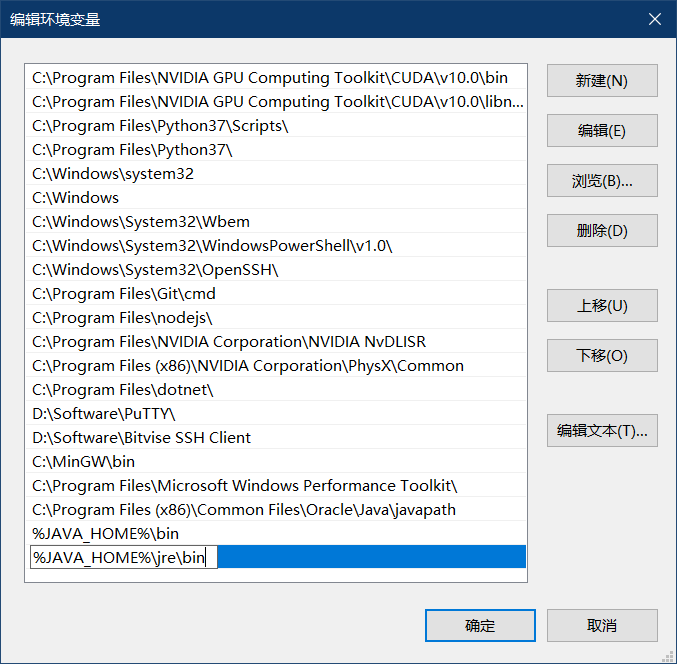 编辑环境变量
C:\Program Files\NVIDIA GPU Computing Toolkit\CUDA\v10.0\bin
新建(N)
C:\Program Files\NVIDIA GPU Computing Toolkit\CUDA\v10.0\libn...
C:\Program Files\Python37\Scripts\
编辑(E)
C:\Program Files\Python37\
C:\Windows\system32
浏览(B)...
C:\Windows
C:\Windows\System32\Wbem
删除(D)
C:\Windows\System32\WindowsPowerShell\v1.0\
C:\Windows\System32\OpenSSH\
C:\Program Files\Git\cmd
上移(U)
C:\Program Files\nodejs\
C:\Program Files\NVIDIA Corporation\NVIDIA NvDLISR
下移(O)
C:\Program Files (x86)\NVIDIA Corporation\PhysX\Common
C:\Program Files\dotnet\
D:\Software\PuTTY\
编辑文本(T)...
D:\Software\Bitvise SSH Client
C:\MinGW\bin
C:\Program Files\Microsoft Windows Performance Toolkit\
C:\Program Files (x86)\Common Files\Oracle\Java\javapath
%JAVA_HOME%\bin
%JAVA_HOME%\jre\bin
确定
取消